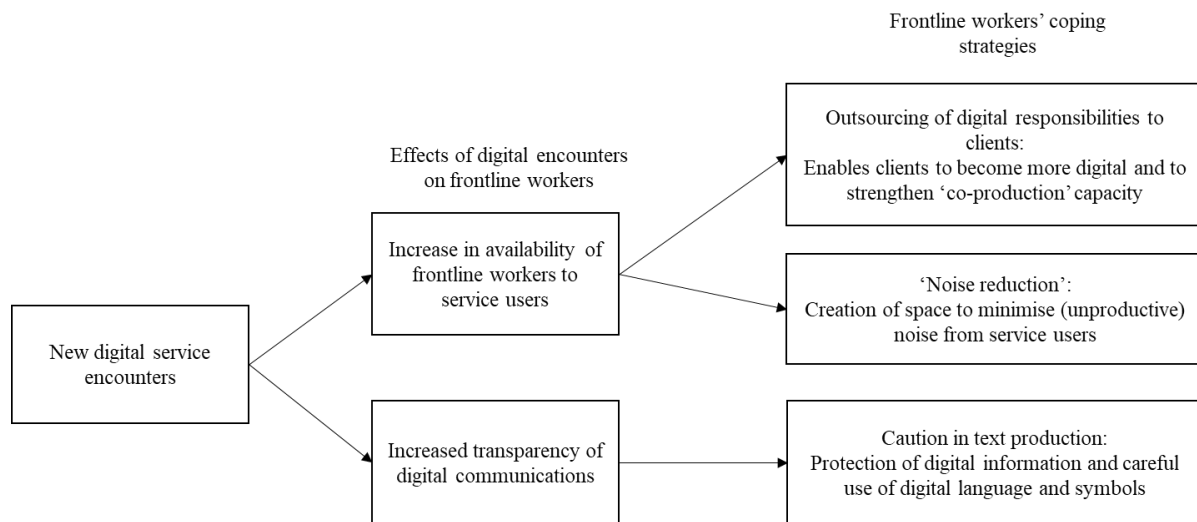 Frontline workers’ coping
strategies
Outsourcing of digital responsibilities to
clients:
Enables clients to become more digital and to
strengthen ‘co-production’ capacity
Effects of digital encounters
on frontline workers
Increase in availability of
frontline workers to
service users
‘Noise reduction’:
Creation of space to minimise (unproductive)
noise from service users
New digital service
encounters
Increased transparency of
digital communications
Caution in text production:
Protection of digital information and careful
use of digital language and symbols